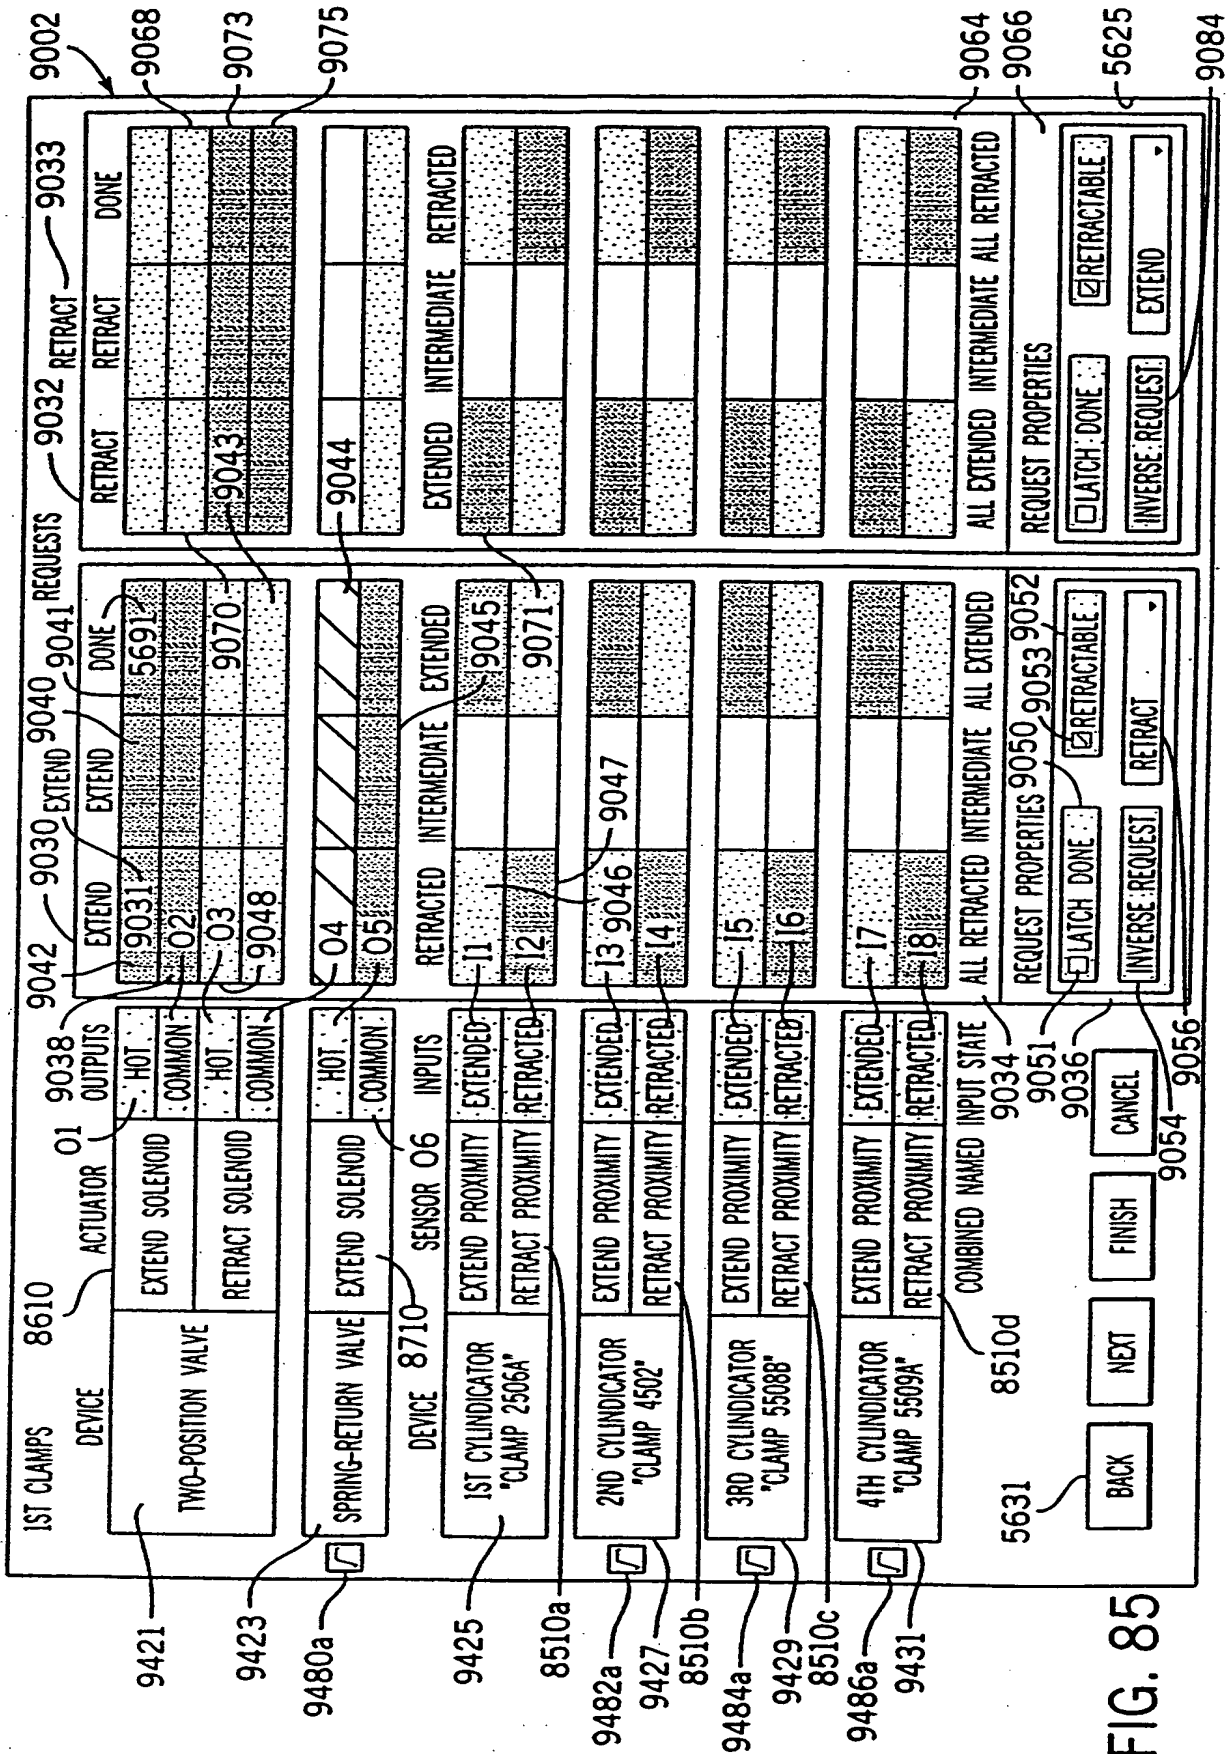 9002
9068
9073
9075
9064
9066
5625
9084
REQUESTS
9042
9030
EXTEND
9040
9041
9032
RETRACT
9033
1ST CLAMPS
8610
O1
9038
DEVICE
ACTUATOR
OUTPUTS
EXTEND
EXTEND
DONE
RETRACT
RETRACT
DONE
TWO-POSITION VALVE
EXTEND SOLENOID
HOT
9031
5691
COMMON
O2
RETRACT SOLENOID
HOT
O3
9070
9043
COMMON
9048
SPRING-RETURN VALVE
EXTEND SOLENOID
HOT
O4
9044
COMMON
O5
8710
DEVICE
SENSOR
O6
INPUTS
RETRACTED
INTERMEDIATE
EXTENDED
EXTENDED
INTERMEDIATE
RETRACTED
1ST CYLINDICATOR
"CLAMP 2506A"
EXTEND PROXIMITY
EXTENDED
I1
9045
RETRACT PROXIMITY
RETRACTED
I2
9071
9047
2ND CYLINDICATOR
"CLAMP 4502"
EXTEND PROXIMITY
EXTENDED
I3
9046
RETRACT PROXIMITY
RETRACTED
I4
3RD CYLINDICATOR
"CLAMP 5508B"
EXTEND PROXIMITY
EXTENDED
I5
RETRACT PROXIMITY
RETRACTED
I6
4TH CYLINDICATOR
"CLAMP 5509A"
EXTEND PROXIMITY
EXTENDED
I7
RETRACT PROXIMITY
RETRACTED
I8
8510d
COMBINED NAMED INPUT STATE
ALL RETRACTED
INTERMEDIATE
ALL EXTENDED
ALL EXTENDED
INTERMEDIATE
ALL RETRACTED
9034
9051
9036
REQUEST PROPERTIES
9050
9053
9052
REQUEST PROPERTIES
LATCH DONE
RETRACTABLE
LATCH DONE
RETRACTABLE
INVERSE REQUEST
RETRACT
INVERSE REQUEST
EXTEND
5631
BACK
NEXT
FINISH
CANCEL
9054
9056
9421
9423
9480a
9425
8510a
9482a
9427
8510b
9484a
9429
8510c
9486a
9431
FIG. 85